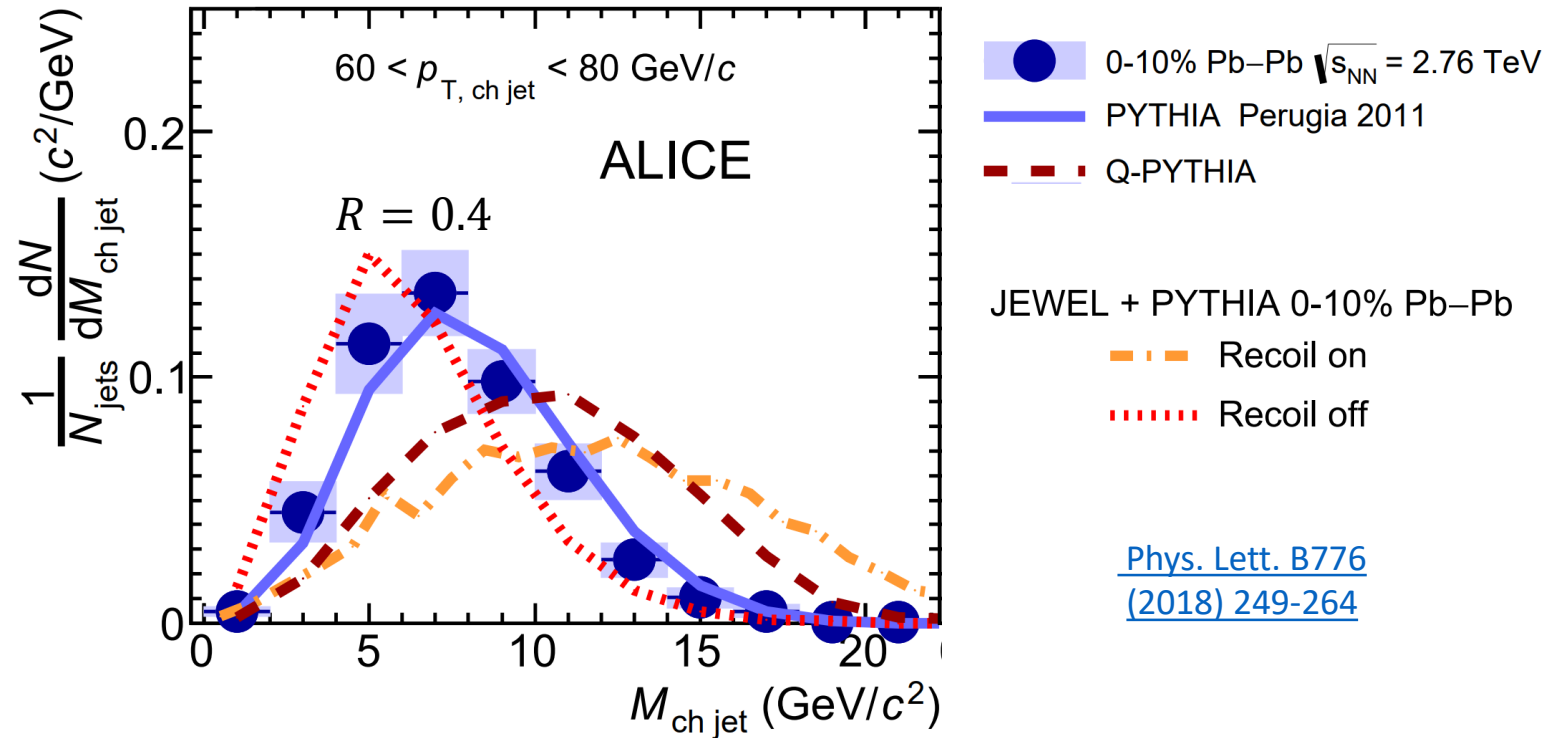 60 < p_T, ch jet < 80 GeV/c
ALICE
R = 0.4
1/N_jets dN/dM_ch jet (c²/GeV)
0.2
0.1
0
0 5 10 15 20
M_ch jet (GeV/c²)
0-10% Pb–Pb √s_NN = 2.76 TeV
PYTHIA Perugia 2011
Q-PYTHIA
JEWEL + PYTHIA 0-10% Pb–Pb
Recoil on
Recoil off
Phys. Lett. B776
(2018) 249-264